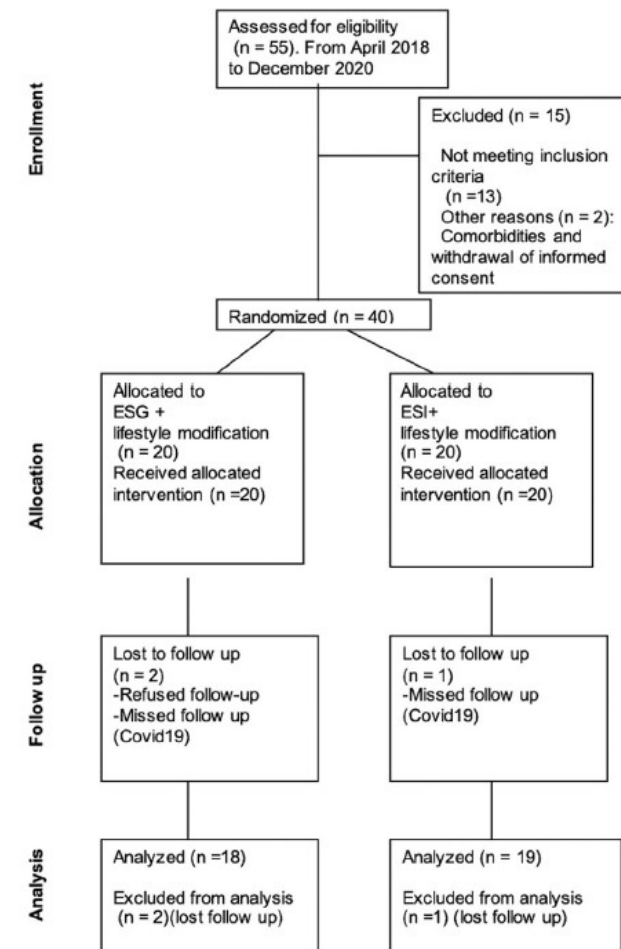 Assessed for eligibility
(n = 55). From April 2018
to December 2020
Enrollment
Excluded (n = 15)
Not meeting inclusion
criteria
(n =13)
Other reasons (n = 2):
Comorbidities and
withdrawal of informed
consent
Randomized (n = 40)
Allocation
Allocated to
ESG +
lifestyle modification
(n = 20)
Received allocated
intervention (n =20)
Allocated to
ESI+
lifestyle modification
(n = 20)
Received allocated
intervention (n =20)
Follow up
Lost to follow up
(n = 2)
-Refused follow-up
-Missed follow up
(Covid19)
Lost to follow up
(n = 1)
-Missed follow up
(Covid19)
Analysis
Analyzed (n =18)
Excluded from analysis
(n = 2)(lost follow up)
Analyzed (n = 19)
Excluded from analysis
(n =1) (lost follow up)